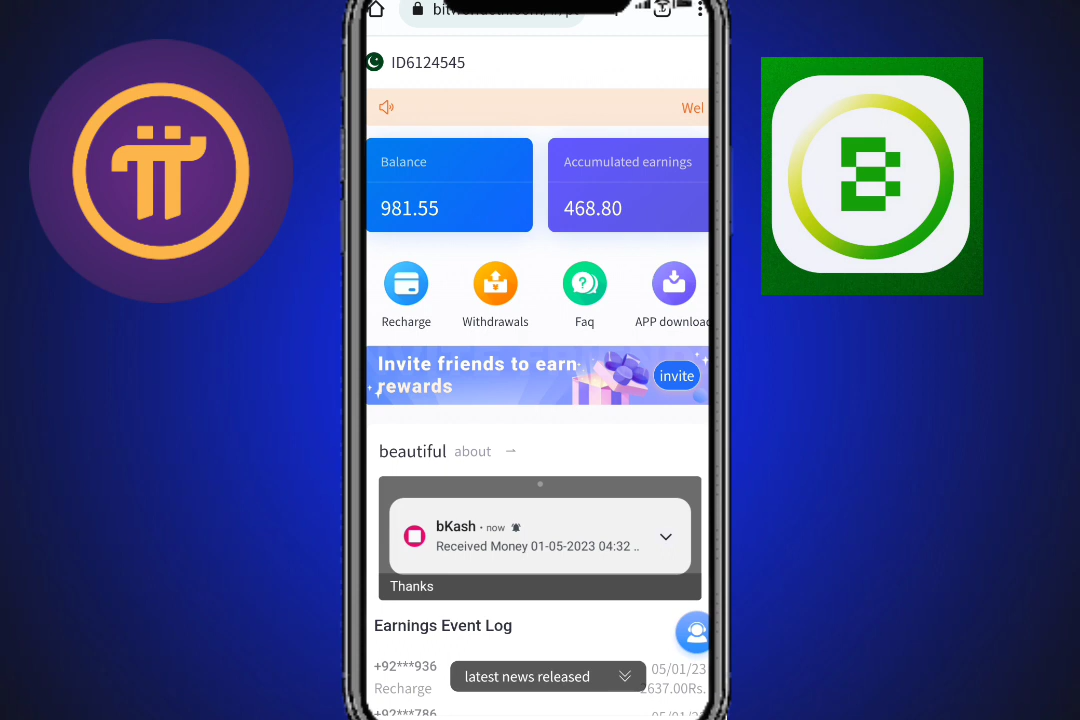 ID6124545
Wel
Balance
Accumulated earnings
981.55
468.80
Recharge
Withdrawals
Faq
APP downloa
Invite friends to earn
rewards
invite
beautiful about
bKash • now
Received Money 01-05-2023 04:32 ..
Thanks
Earnings Event Log
+92***936
05/01/23
latest news released
Recharge
2637.00Rs.
+92***786